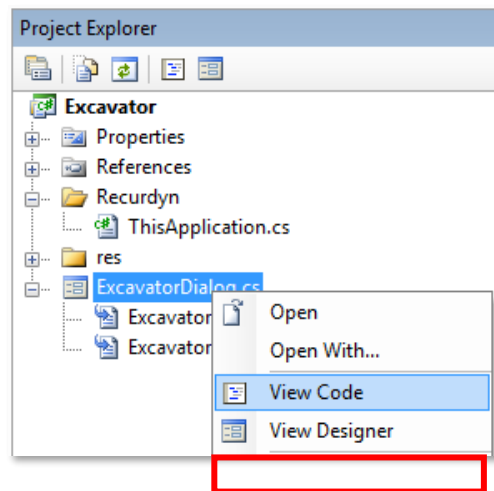 Project Explorer
Excavator
Properties
References
Recurdyn
ThisApplication.cs
res
ExcavatorDialog.cs
Excavator
Open
Excavator
Open With...
View Code
View Designer